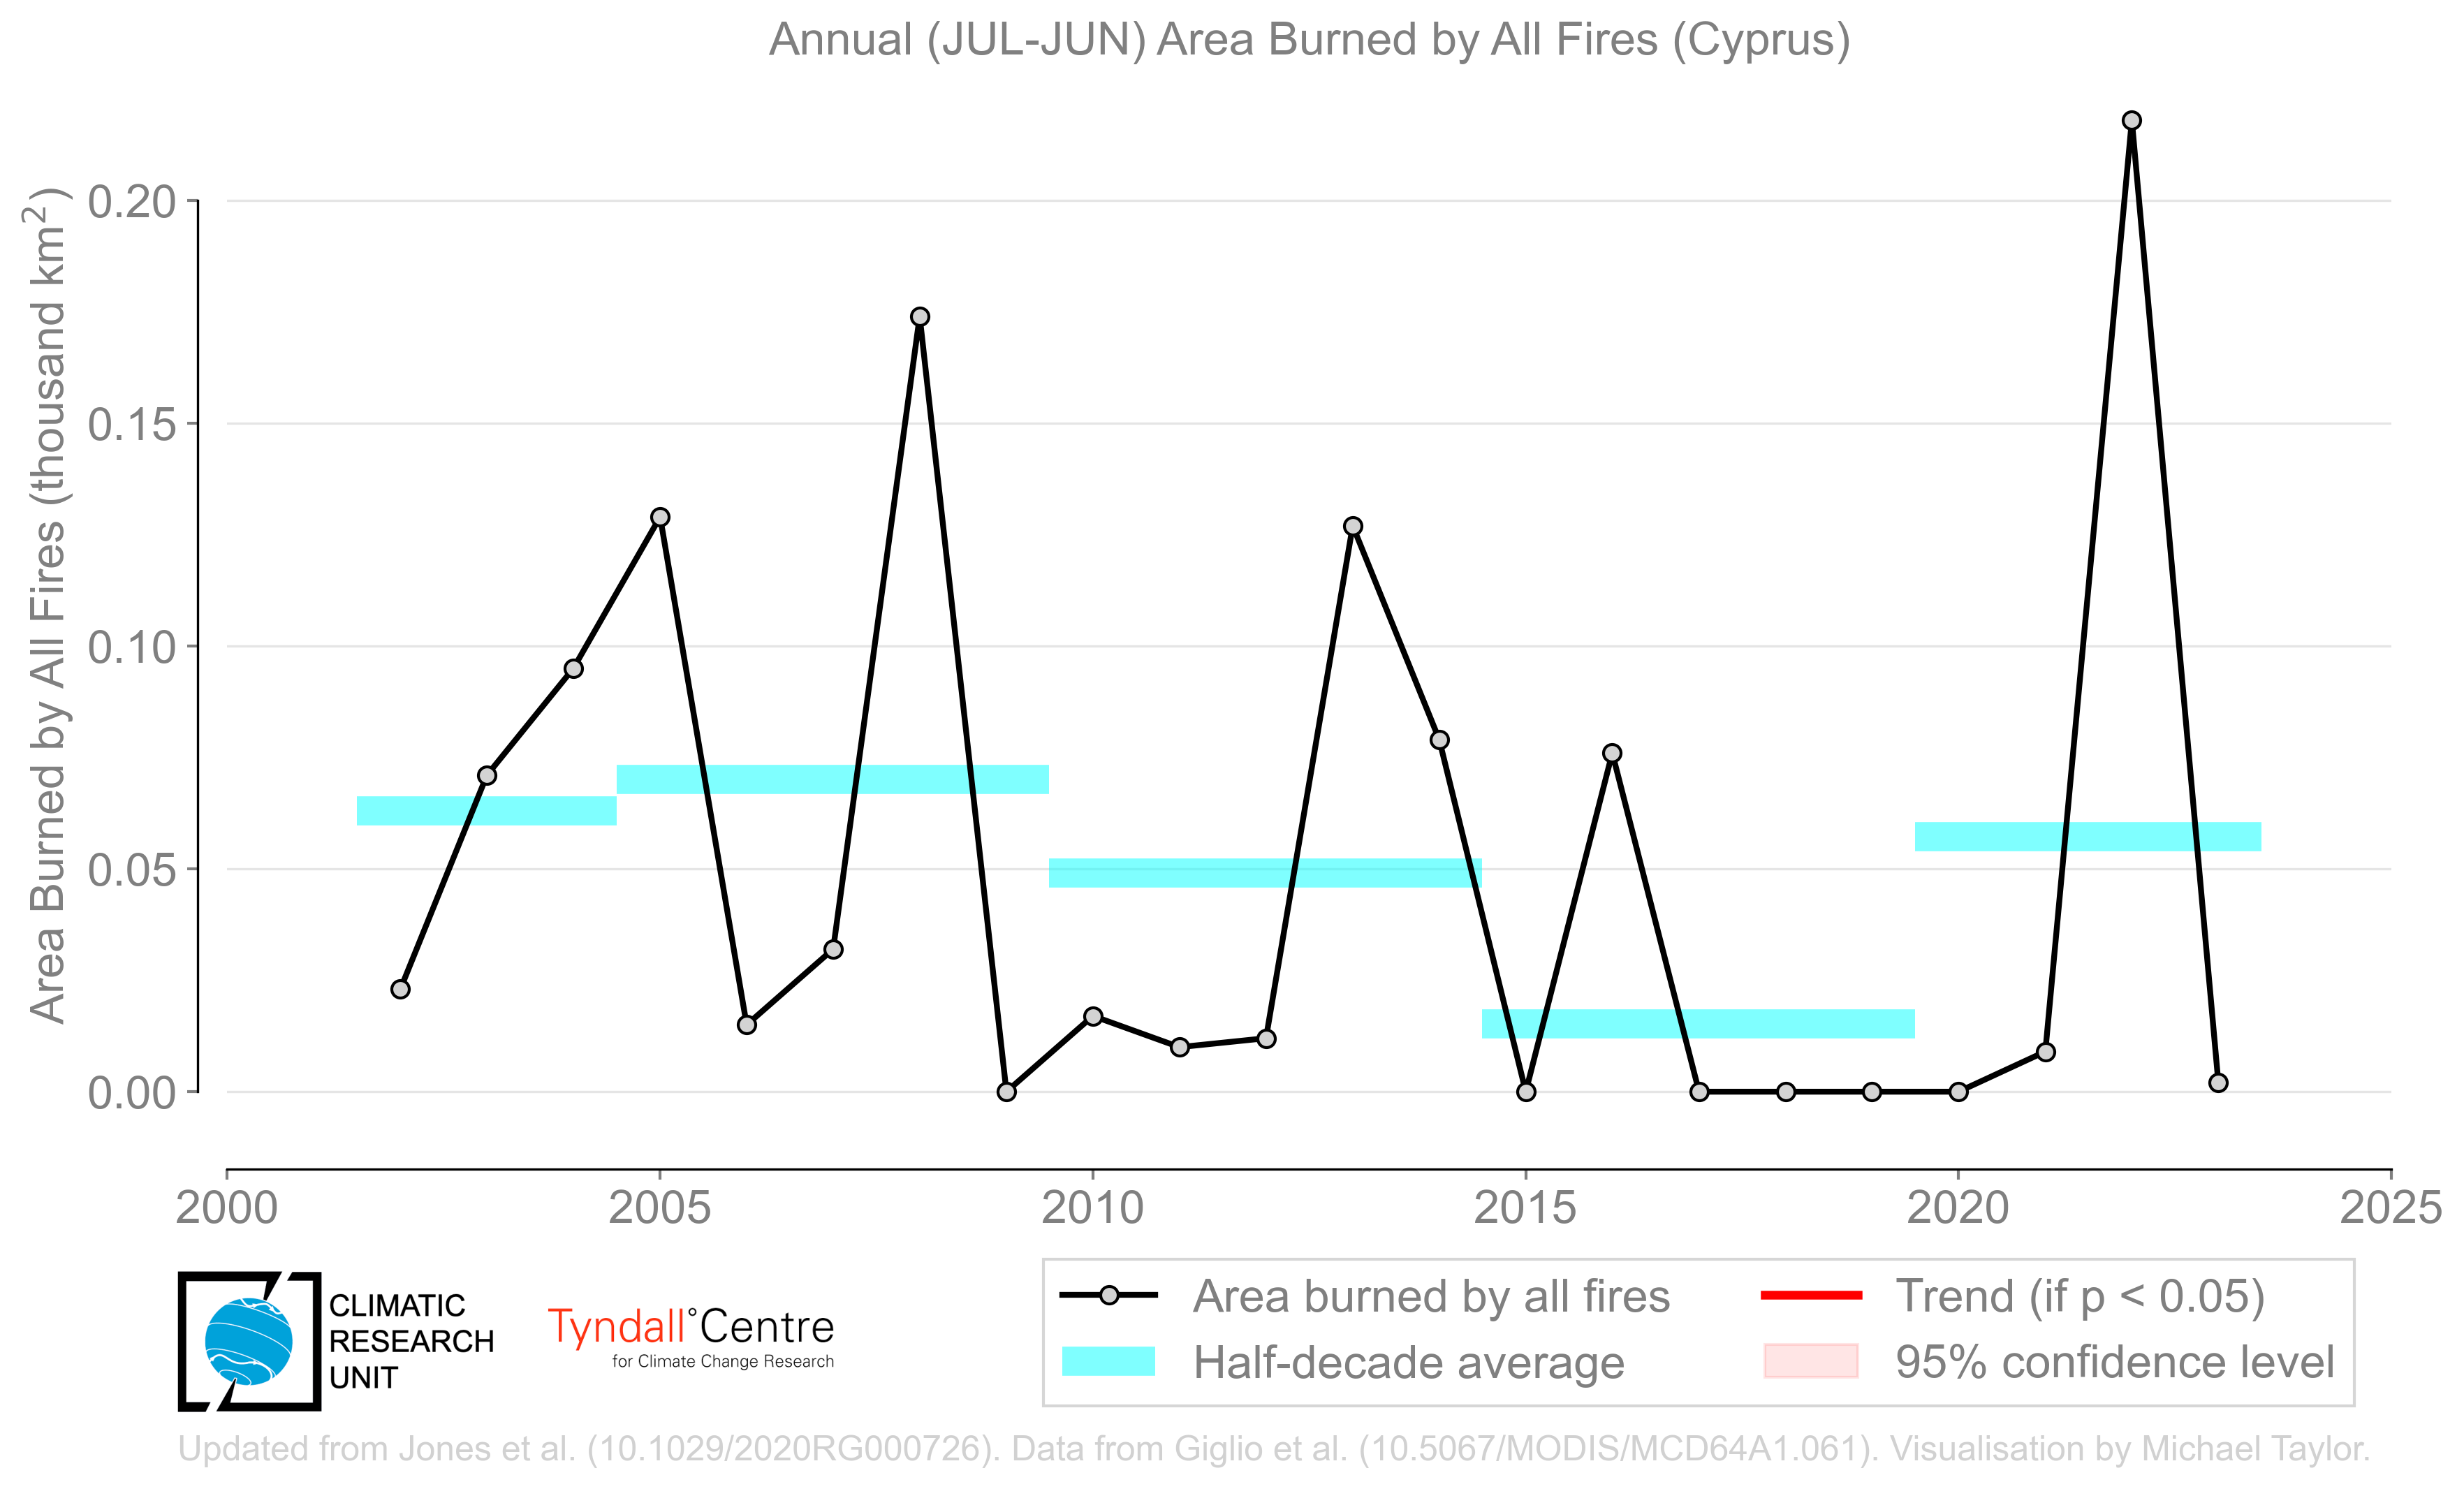 Annual (JUL-JUN) Area Burned by All Fires (Cyprus)
Area Burned by All Fires (thousand km²)
0.20
0.15
0.10
0.05
0.00
2000 2005 2010 2015 2020 2025
CLIMATIC
RESEARCH
UNIT
Tyndall°Centre
for Climate Change Research
Area burned by all fires
Half-decade average
Trend (if p < 0.05)
95% confidence level
Updated from Jones et al. (10.1029/2020RG000726). Data from Giglio et al. (10.5067/MODIS/MCD64A1.061). Visualisation by Michael Taylor.